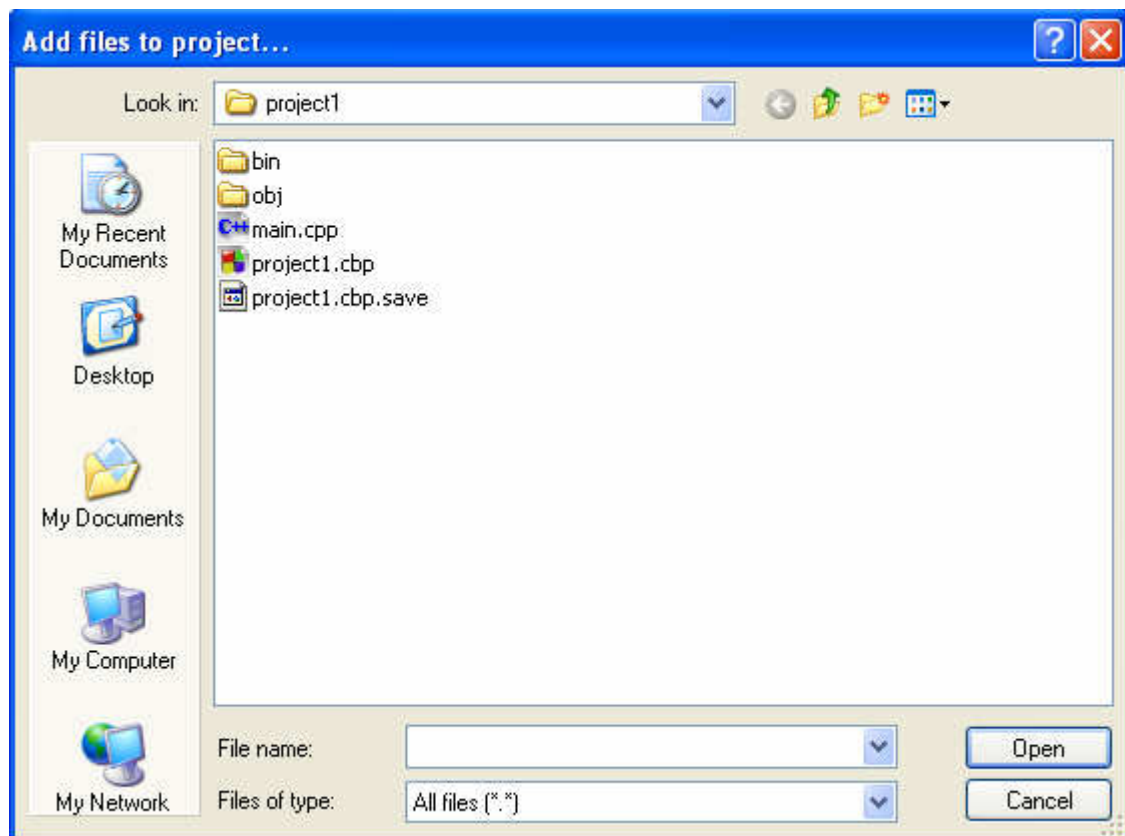 Add files to project...
Look in:
project1
My Recent
Documents
Desktop
My Documents
My Computer
My Network
bin
obj
C++ main.cpp
project1.cbp
project1.cbp.save
File name:
Open
Files of type:
All files (*.*)
Cancel